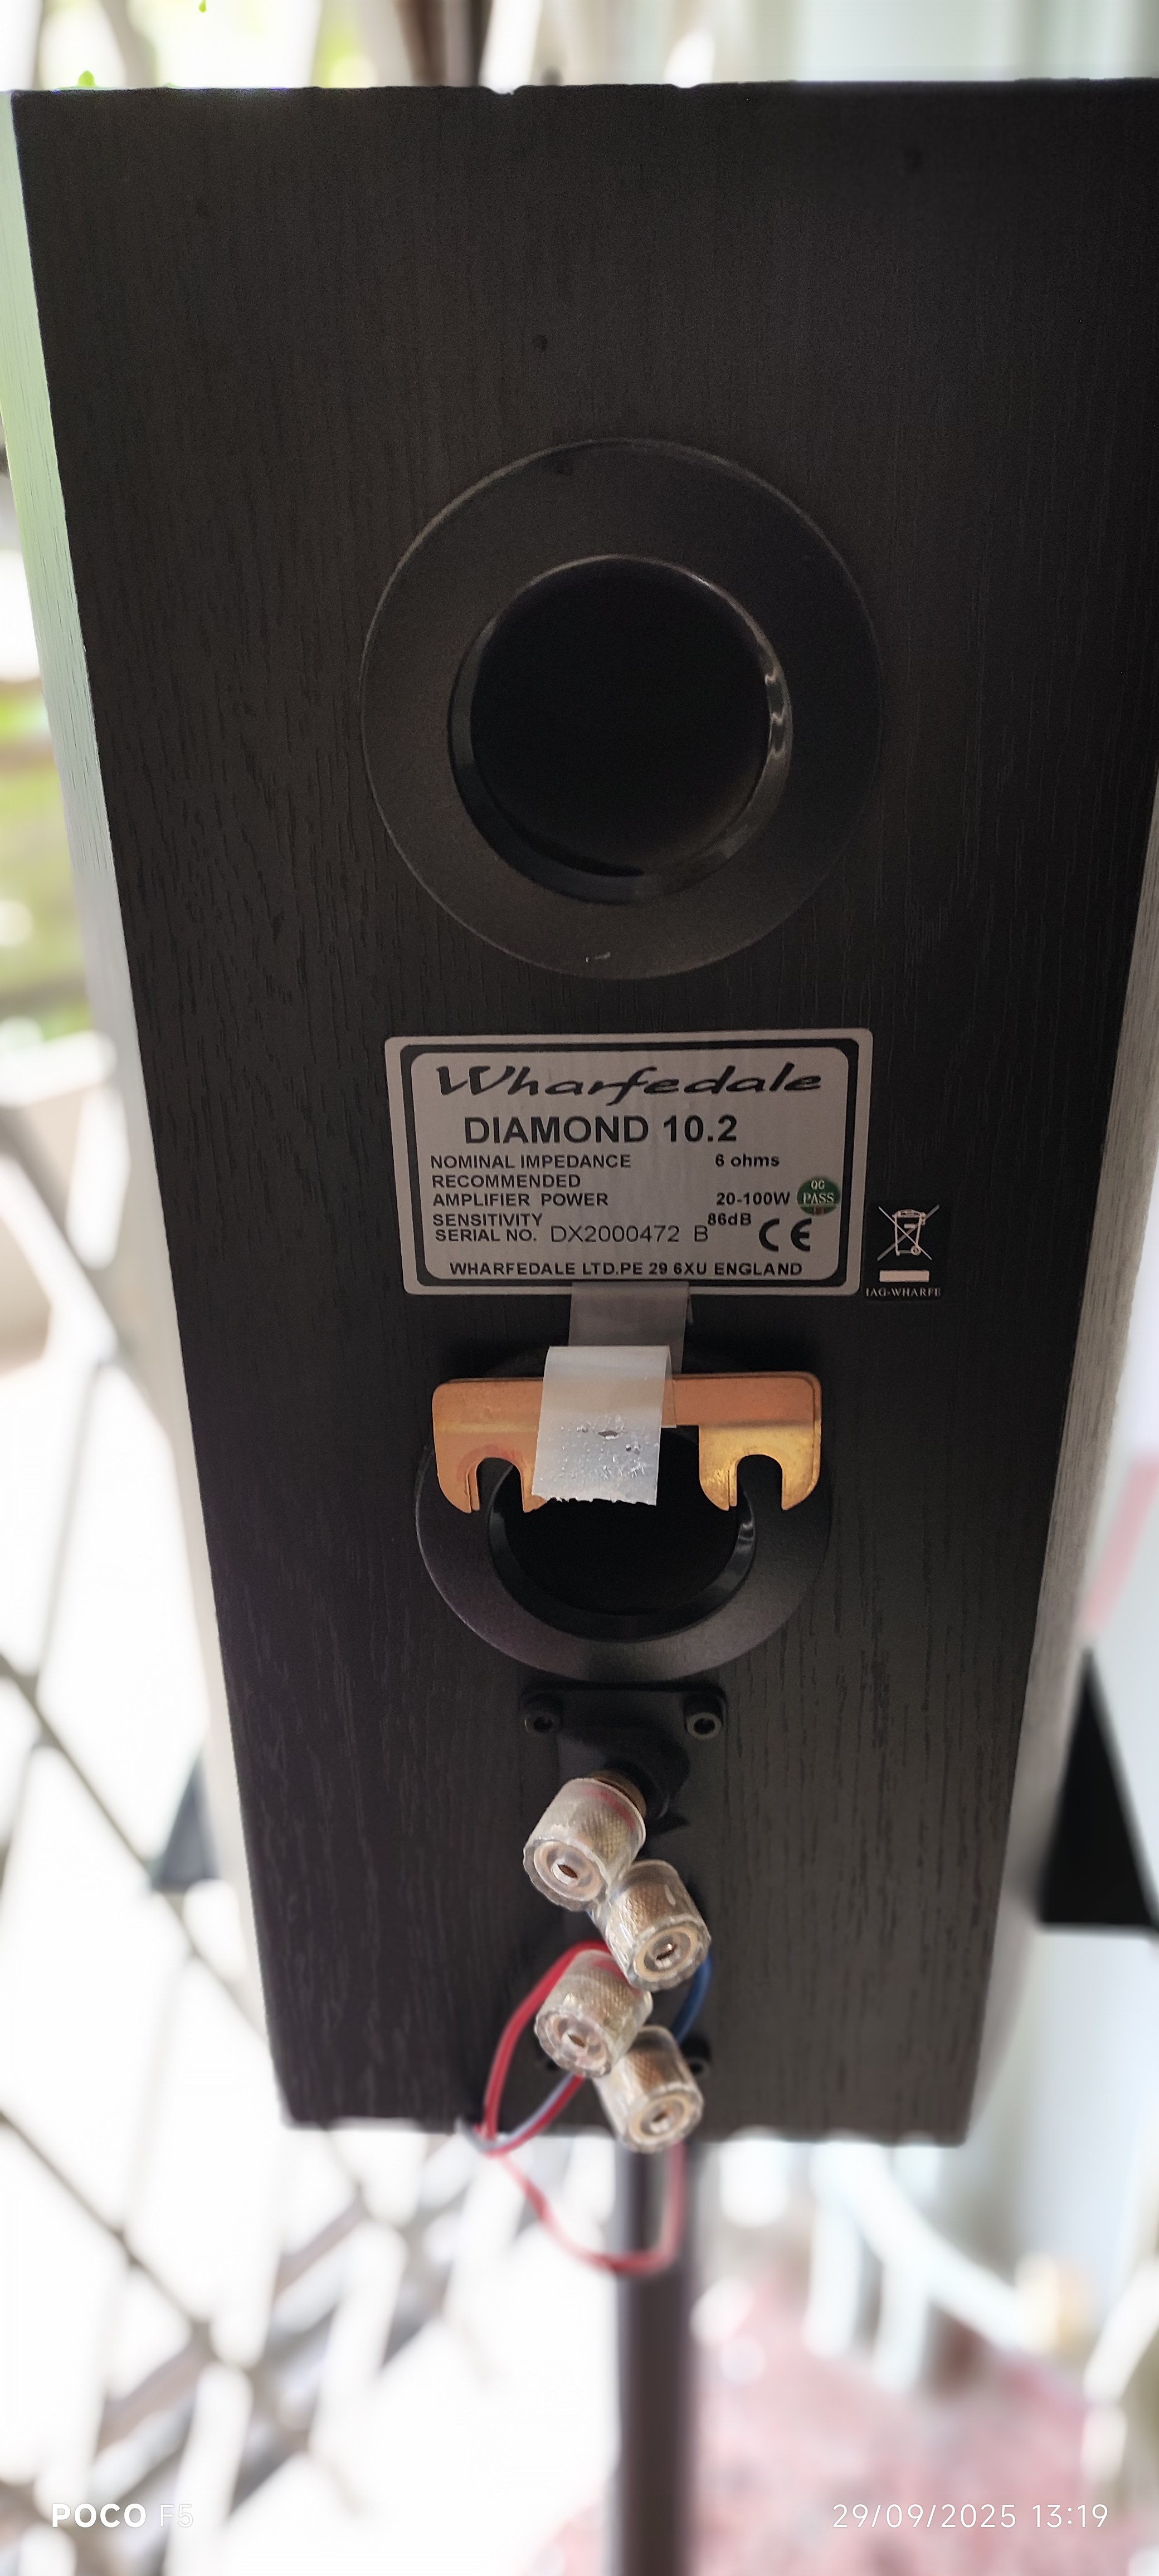 Wharfedale
DIAMOND 10.2
NOMINAL IMPEDANCE 6 ohms
RECOMMENDED
AMPLIFIER POWER 20-100W
QC
PASS
SENSITIVITY 86dB
SERIAL NO. DX2000472 B
CE
WHARFEDALE LTD.PE 29 6XU ENGLAND
IAG-WHARFE
POCO F5
29/09/2025 13:19